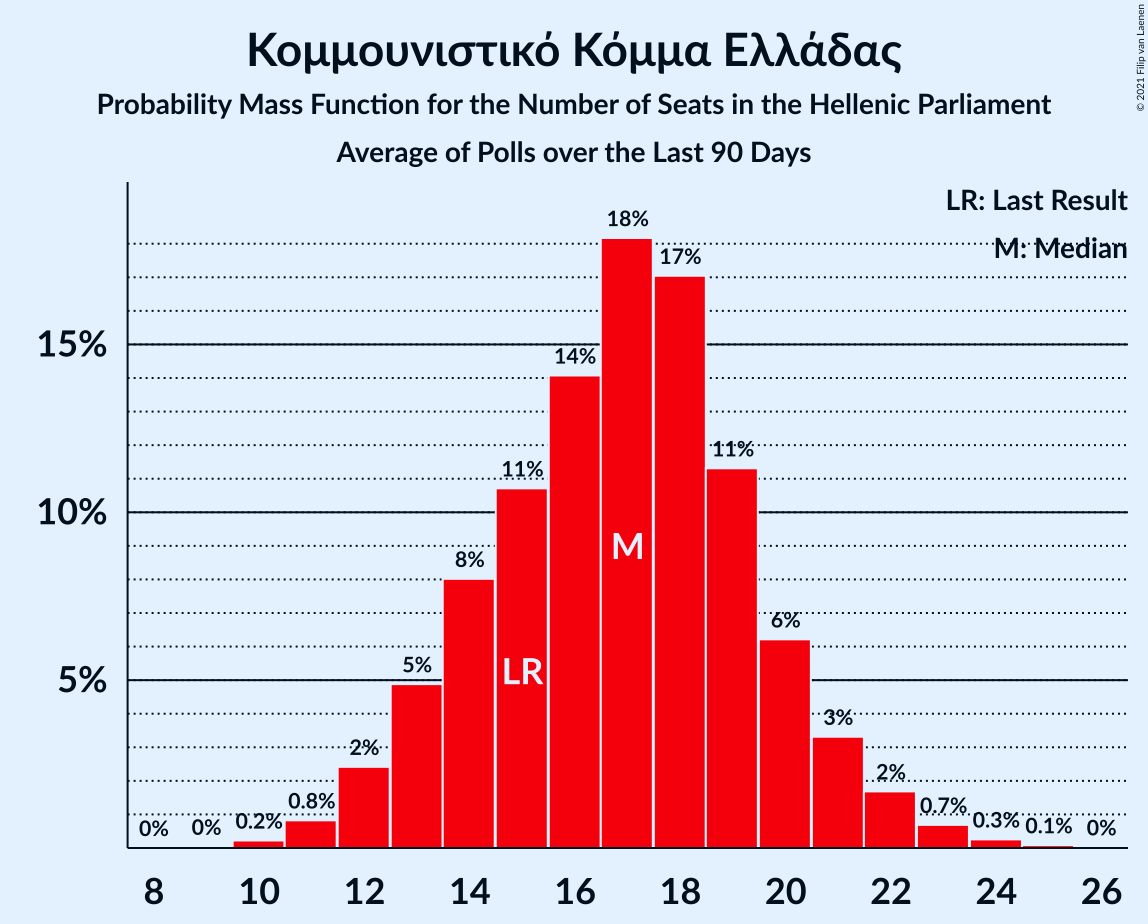 Κομμουνιστικό Κόμμα Ελλάδας
Probability Mass Function for the Number of Seats in the Hellenic Parliament
Average of Polls over the Last 90 Days
© 2021 Filip van Laenen
LR: Last Result
M: Median
15%
10%
5%
0%
0%
0.2%
0.8%
2%
5%
8%
11%
14%
18%
17%
11%
6%
3%
2%
0.7%
0.3%
0.1%
0%
LR
M
8 10 12 14 16 18 20 22 24 26